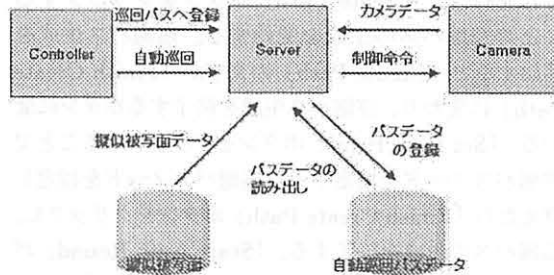 巡回パスへ登録
カメラデータ
Controller
Server
Camera
自動巡回
制御命令
擬似被写面データ
パスデータの登録
パスデータの読み出し
擬似被写面
自動巡回パスデータ